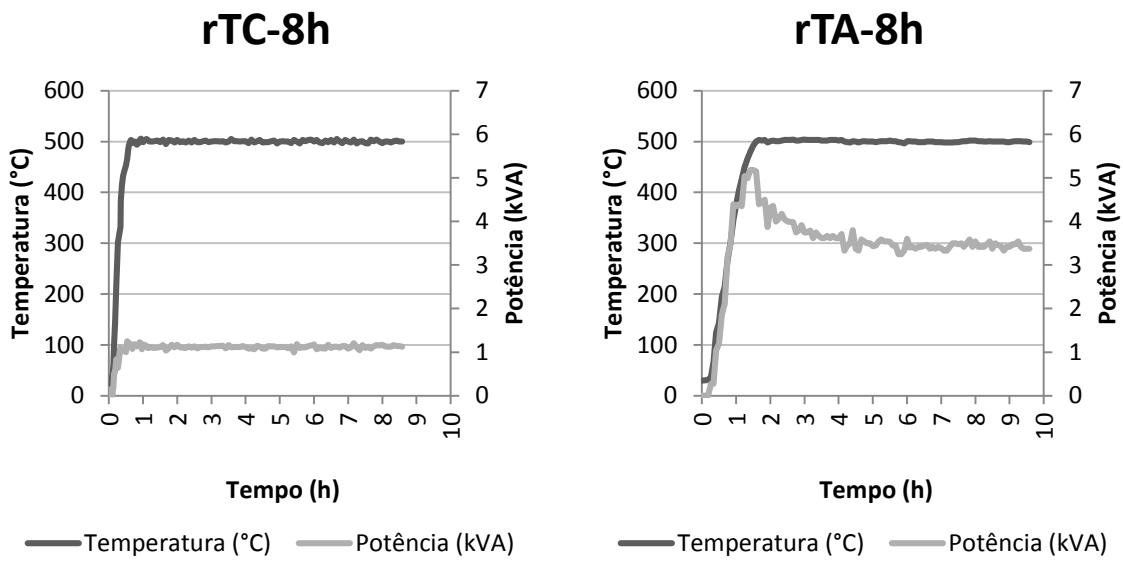 rTC-8h
600
500
400
300
200
100
0
Temperatura (°C)
7
6
5
4
3
2
1
0
Potência (kVA)
0 1 2 3 4 5 6 7 8 9 10
Tempo (h)
Temperatura (°C) Potência (kVA)
rTA-8h
600
500
400
300
200
100
0
Temperatura (°C)
7
6
5
4
3
2
1
0
Potência (kVA)
0 1 2 3 4 5 6 7 8 9 10
Tempo (h)
Temperatura (°C) Potência (kVA)